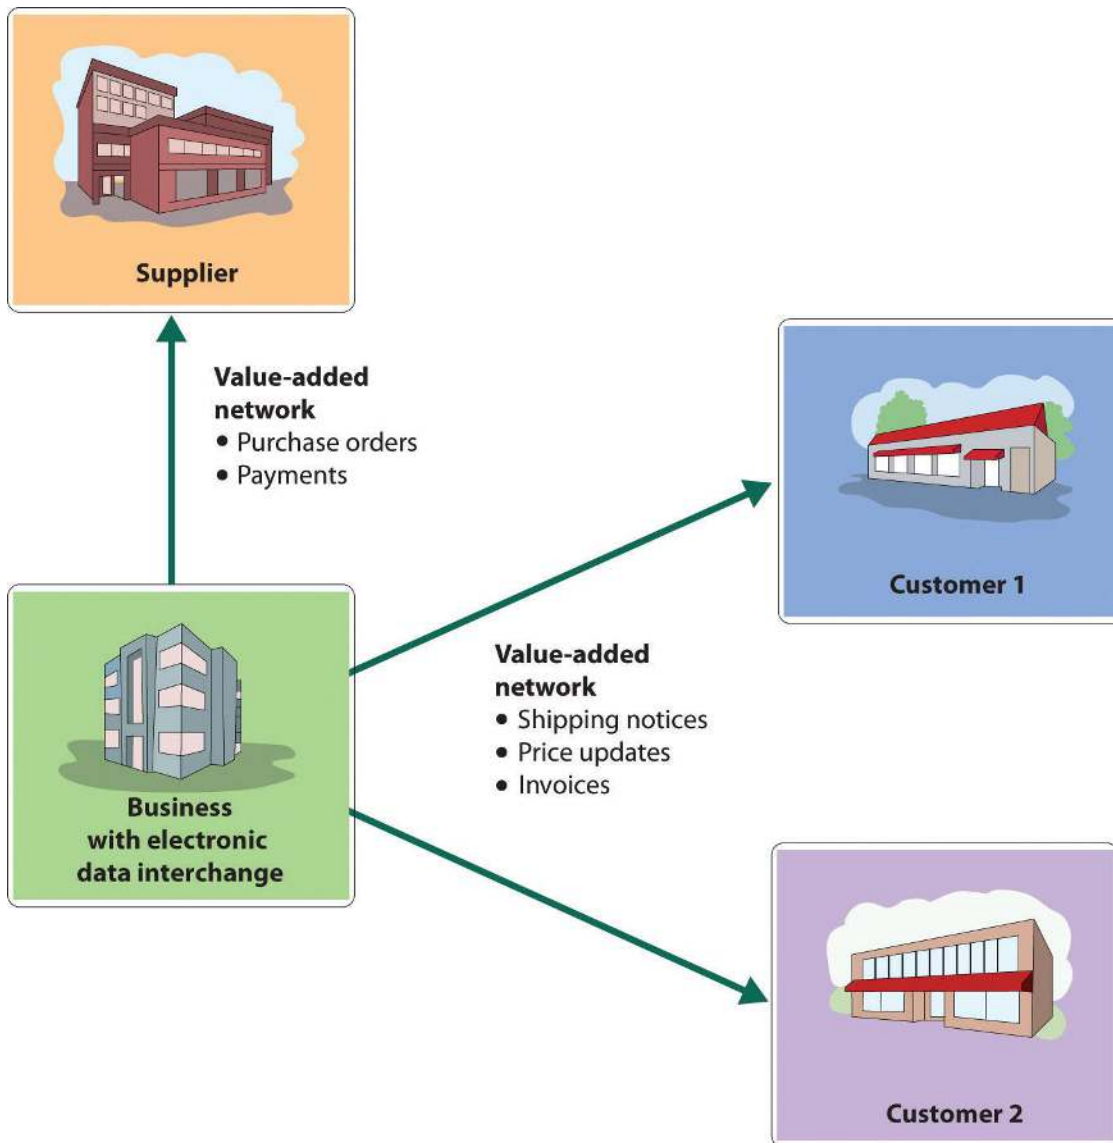 Supplier
Value-added
network
• Purchase orders
• Payments
Customer 1
Value-added
network
• Shipping notices
• Price updates
• Invoices
Business
with electronic
data interchange
Customer 2